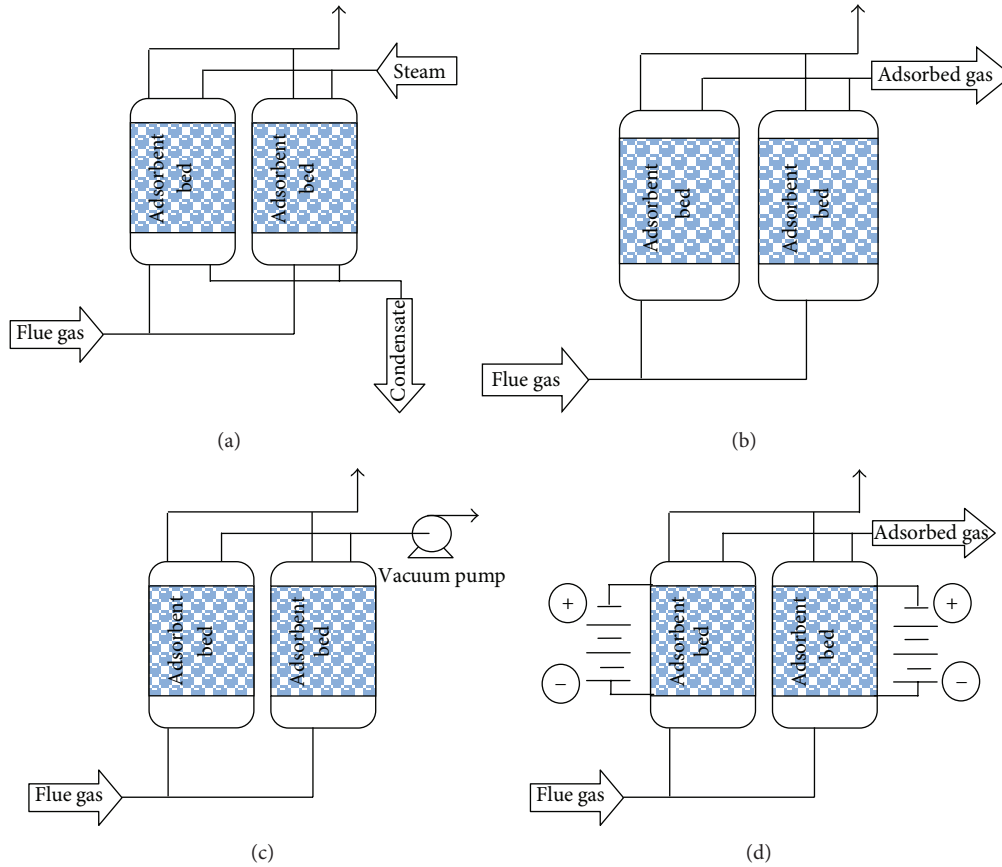 Steam
Adsorbent
bed
Adsorbent
bed
Flue gas
Condensate
(a)
Adsorbed gas
Adsorbent
bed
Adsorbent
bed
Flue gas
(b)
Vacuum pump
Adsorbent
bed
Adsorbent
bed
Flue gas
(c)
Adsorbed gas
+
+
Adsorbent
bed
Adsorbent
bed
−
−
Flue gas
(d)